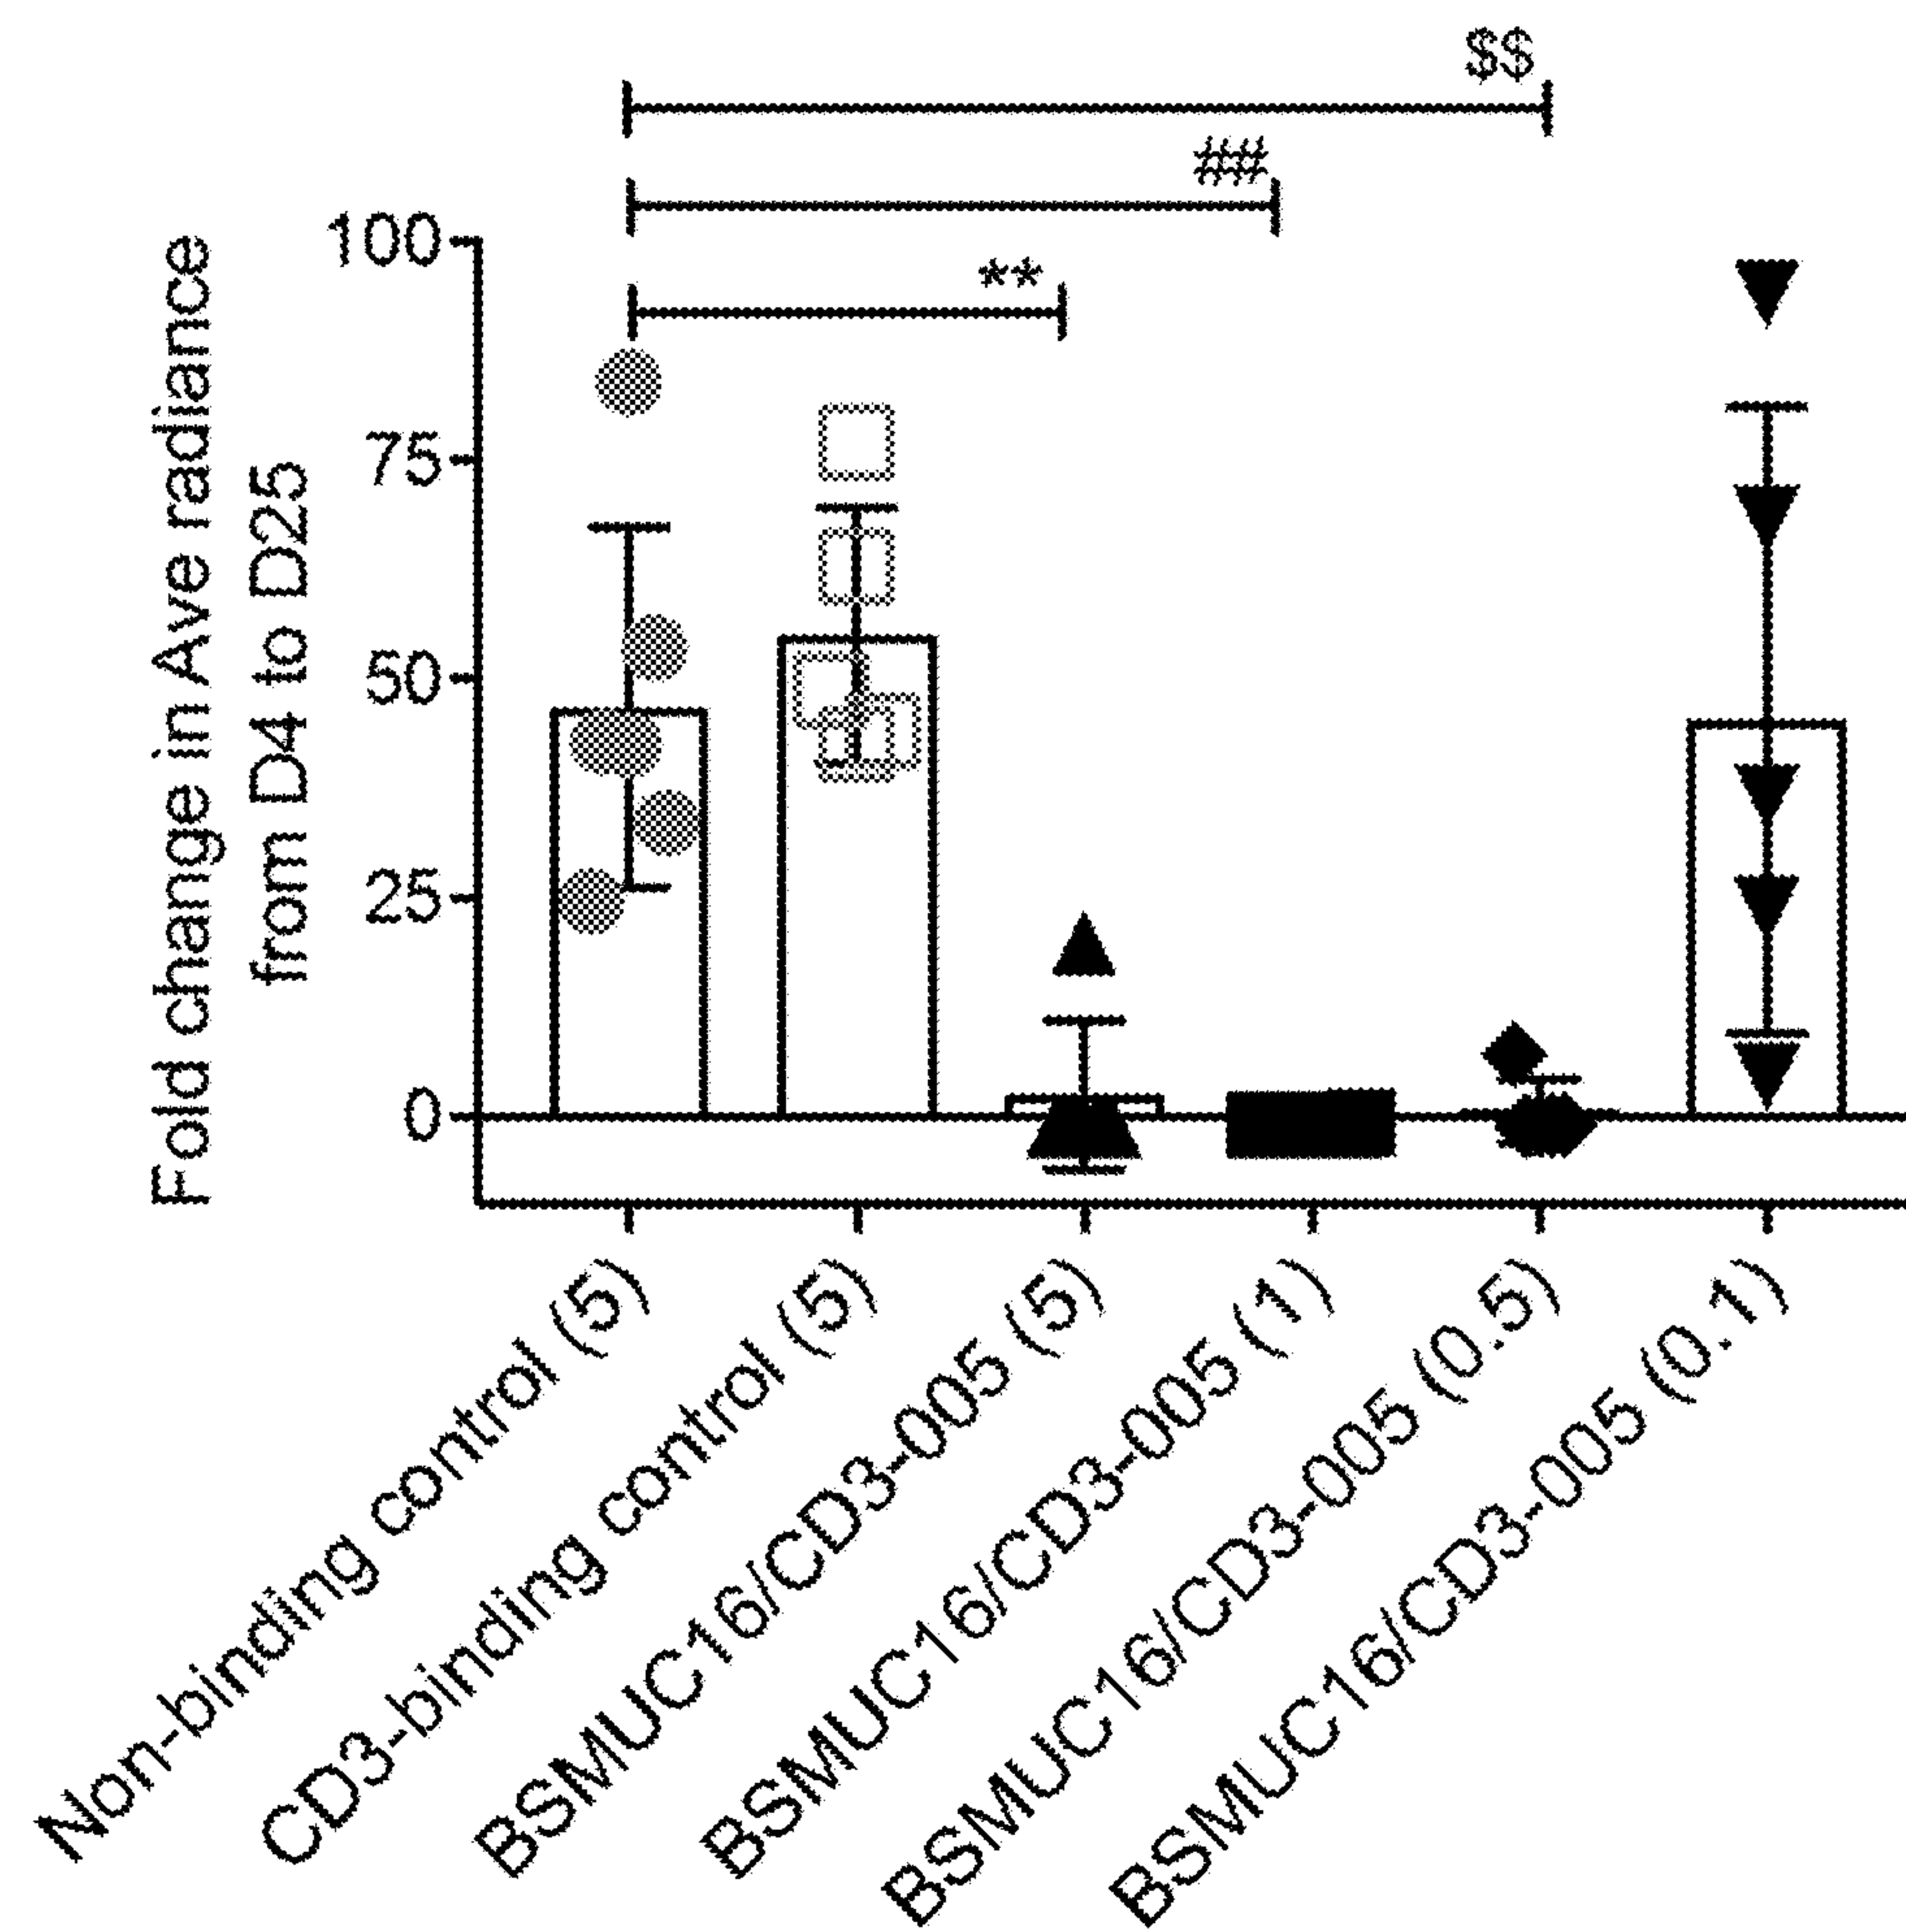 $$
##
**
Fold change in Ave radiance
from D4 to D25
100
75
50
25
0
Non-binding control (5)
CD3-binding control (5)
BSMUC16/CD3-005 (5)
BSMUC16/CD3-005 (1)
BSMUC16/CD3-005 (0.5)
BSMUC16/CD3-005 (0.1)